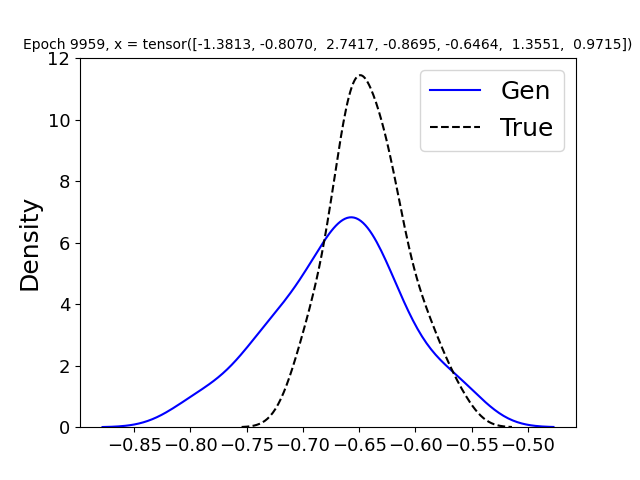 Epoch 9959, x = tensor([-1.3813, -0.8070,  2.7417, -0.8695, -0.6464,  1.3551,  0.9715])
12
10
8
6
4
2
0
Density
Gen
True
−0.85 −0.80 −0.75 −0.70 −0.65 −0.60 −0.55 −0.50